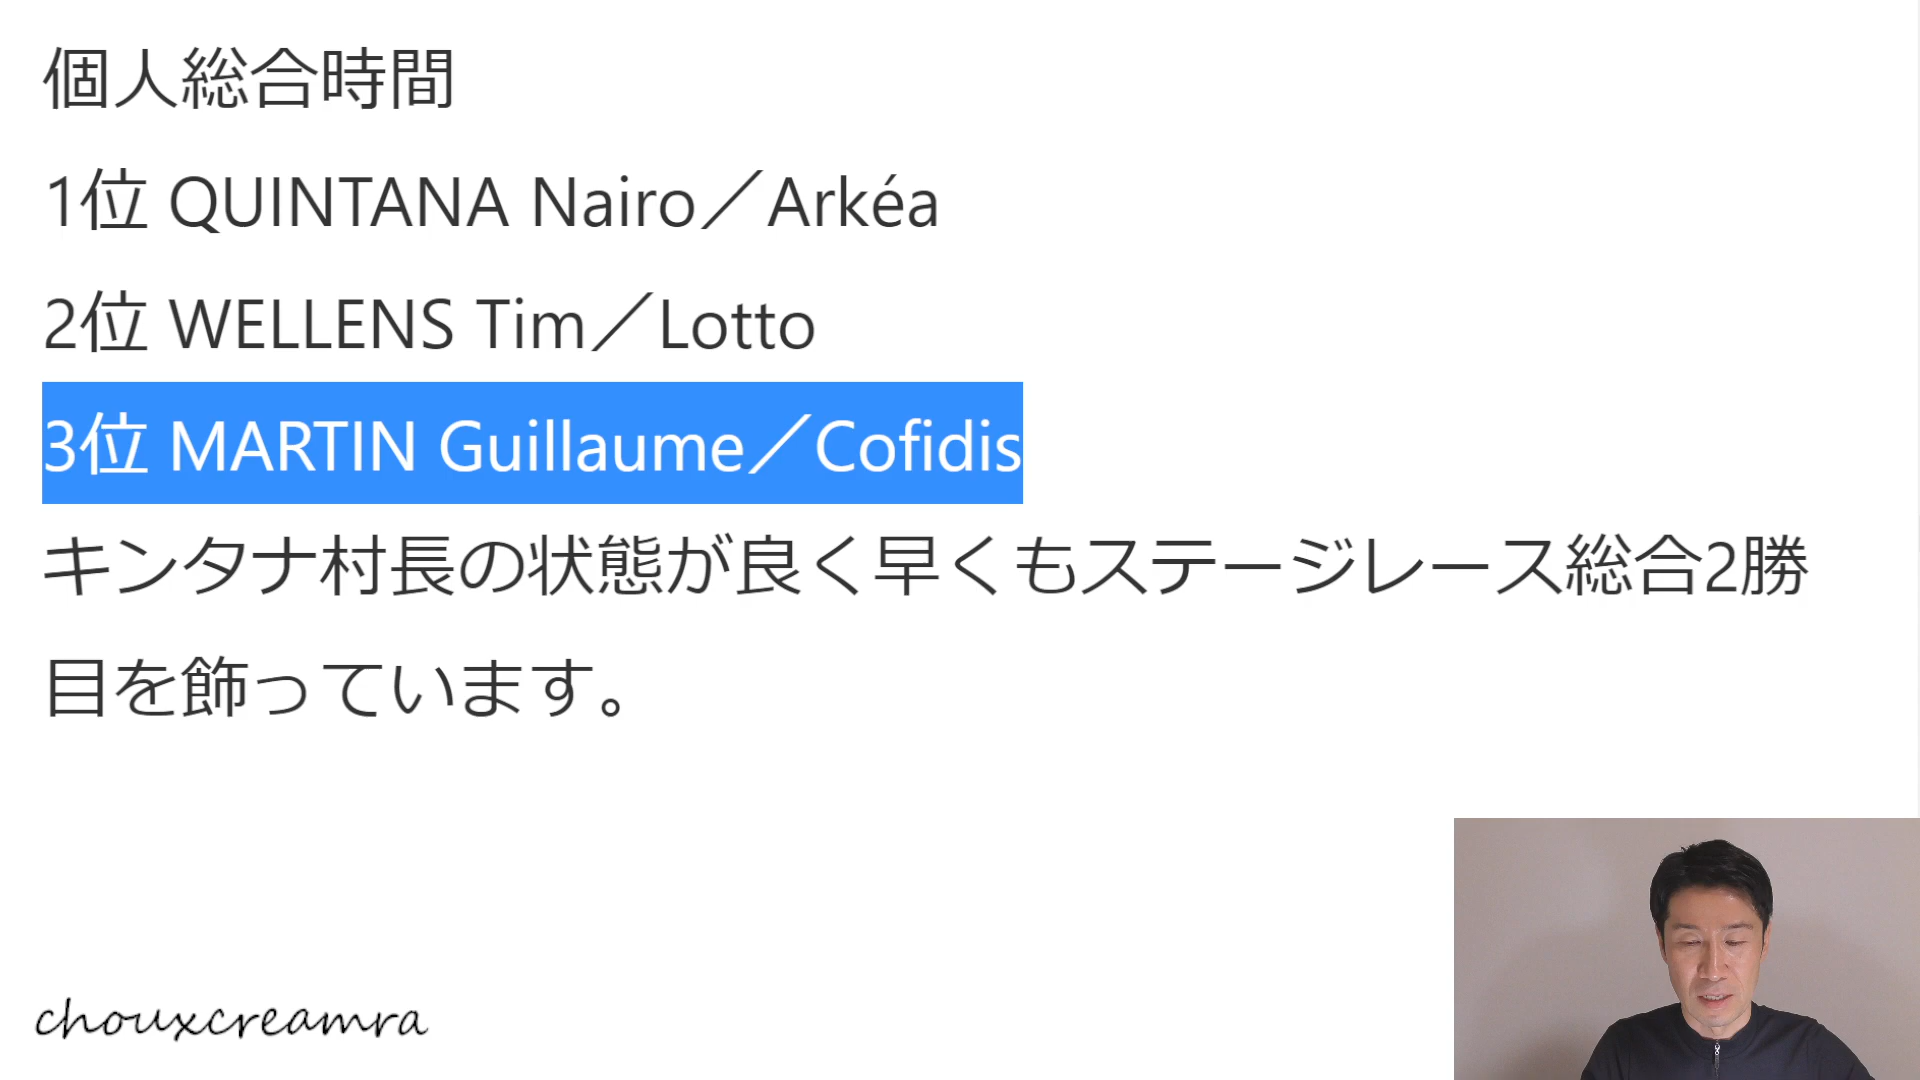 個人総合時間
1位 QUINTANA Nairo／Arkéa
2位 WELLENS Tim／Lotto
3位 MARTIN Guillaume／Cofidis
キンタナ村長の状態が良く早くもステージレース総合2勝
目を飾っています。
chouxcreamra